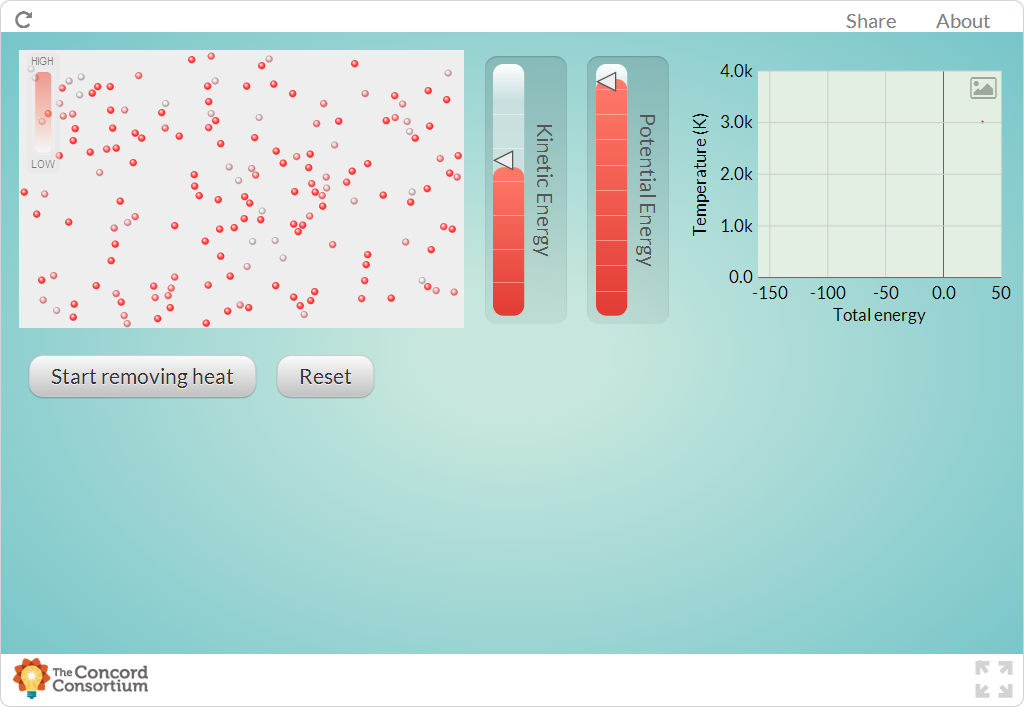 Share
About
HIGH
LOW
Kinetic Energy
Potential Energy
Temperature (K)
4.0k
3.0k
2.0k
1.0k
0.0
-150
-100
-50
0.0
50
Total energy
Start removing heat
Reset
The Concord
Consortium